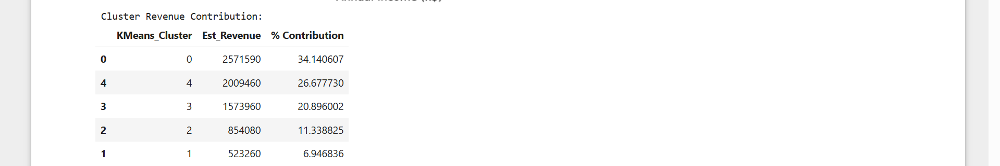 Cluster Revenue Contribution:
KMeans_Cluster Est_Revenue % Contribution
0 0 2571590 34.140607
4 4 2009460 26.677730
3 3 1573960 20.896002
2 2 854080 11.338825
1 1 523260 6.946836